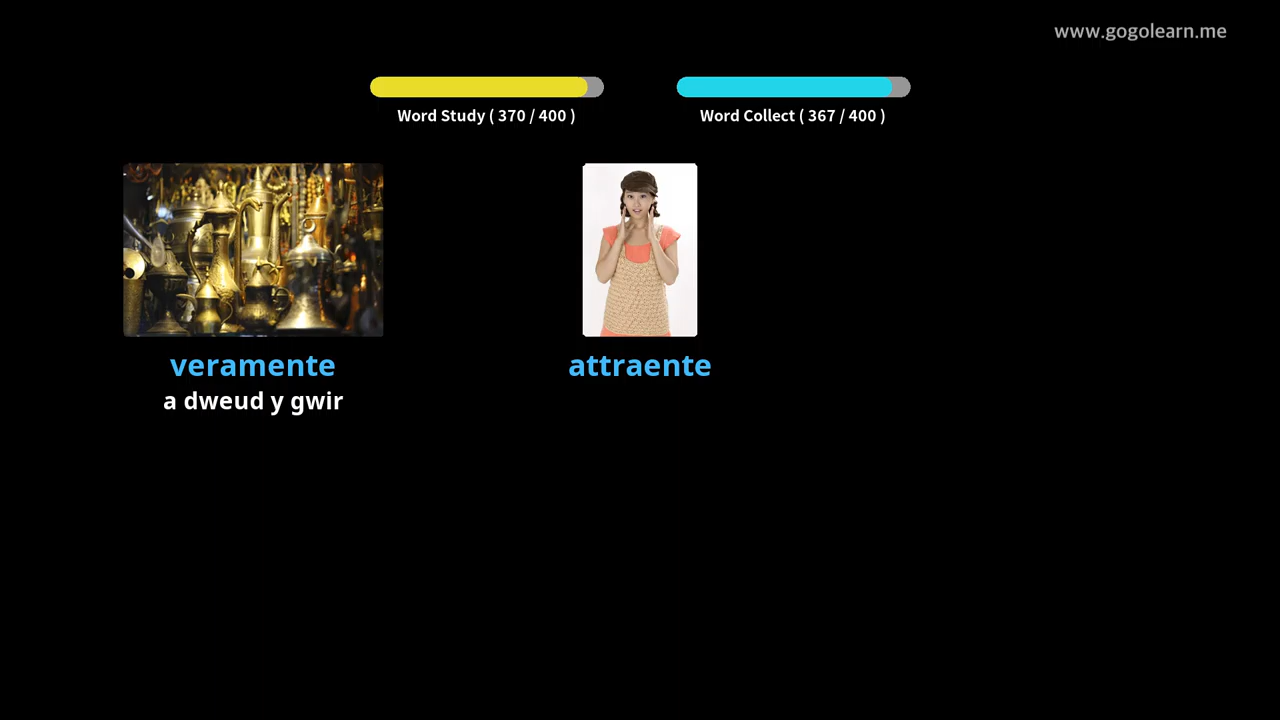 www.gogolearn.me
Word Study ( 370 / 400 )
Word Collect ( 367 / 400 )
veramente
a dweud y gwir
attraente